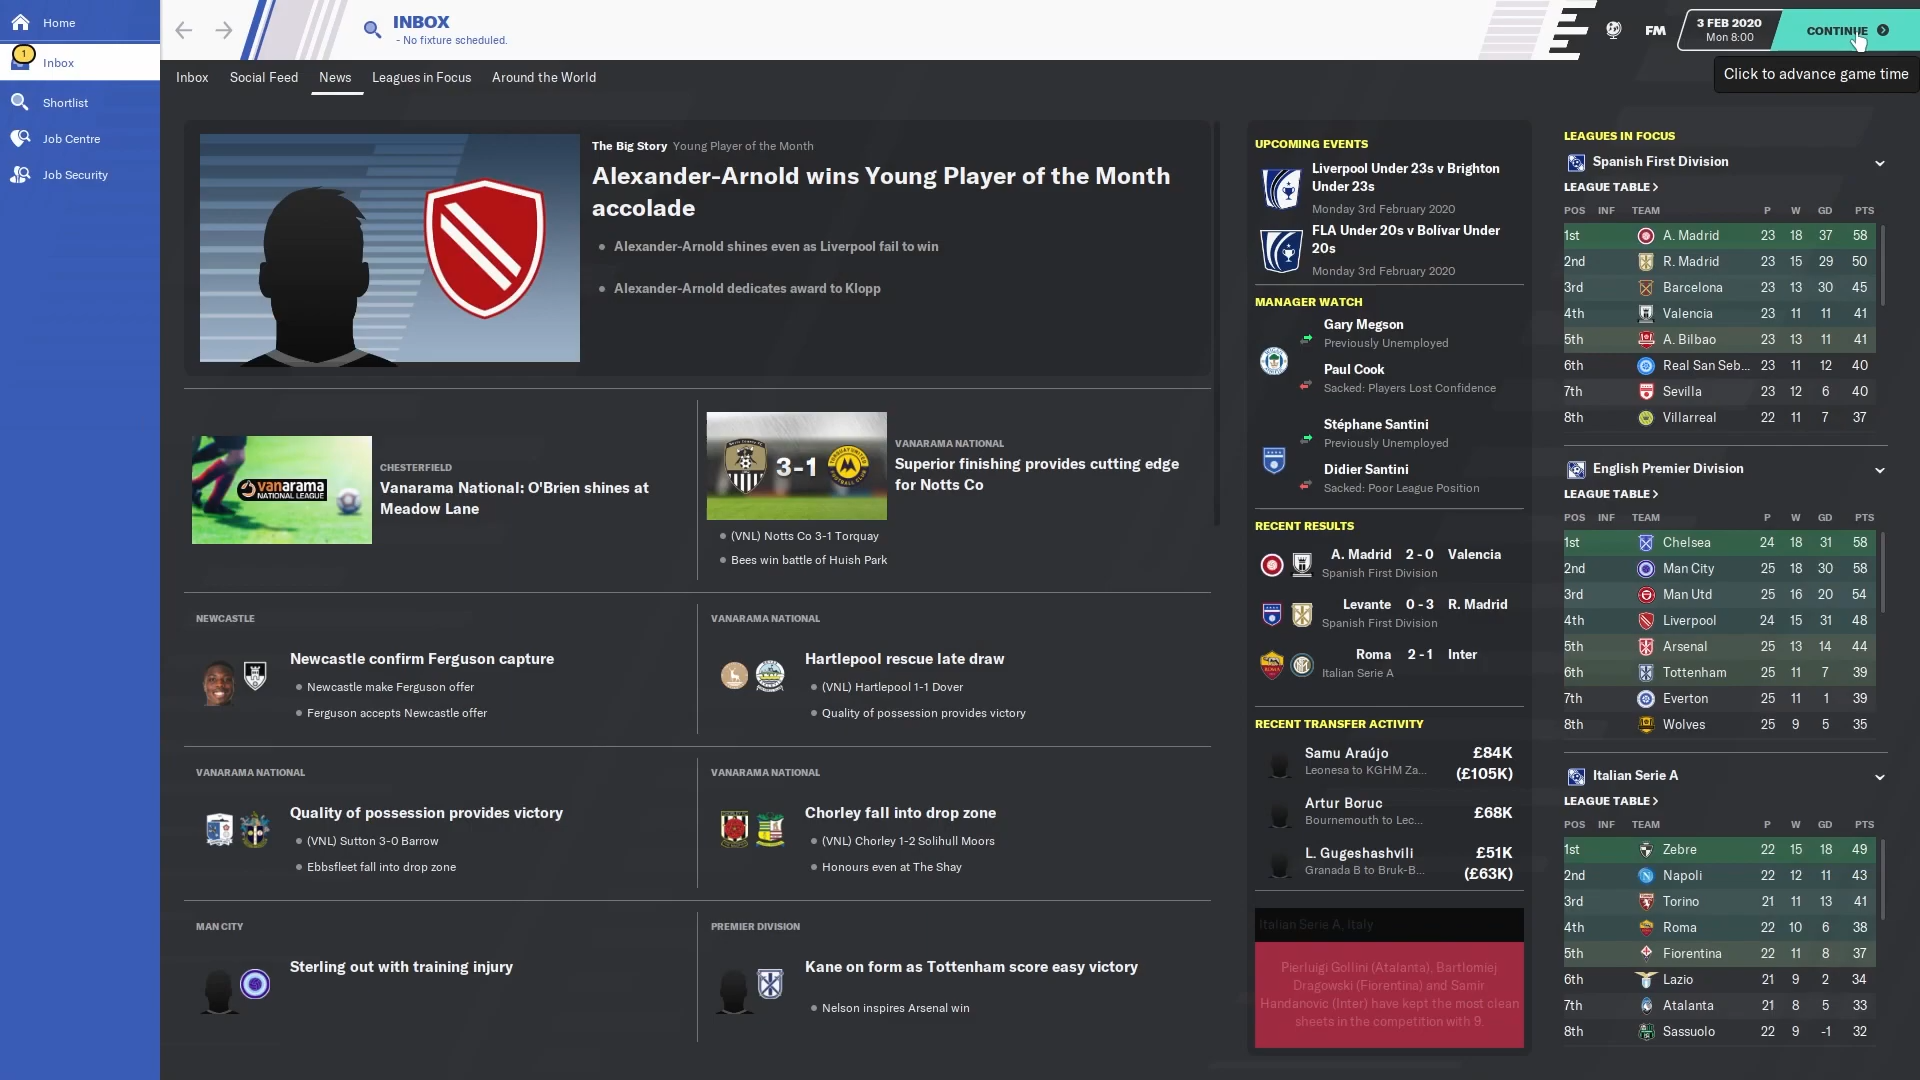 Home
1
Inbox
Shortlist
Job Centre
Job Security
INBOX
- No fixture scheduled.
FM
3 FEB 2020
Mon 8:00
CONTINUE
Click to advance game time
Inbox Social Feed News Leagues in Focus Around the World
The Big Story Young Player of the Month
Alexander-Arnold wins Young Player of the Month
accolade
Alexander-Arnold shines even as Liverpool fail to win
Alexander-Arnold dedicates award to Klopp
vanarama
NATIONAL LEAGUE
CHESTERFIELD
Vanarama National: O'Brien shines at
Meadow Lane
3-1
VANARAMA NATIONAL
Superior finishing provides cutting edge
for Notts Co
(VNL) Notts Co 3-1 Torquay
Bees win battle of Huish Park
NEWCASTLE
Newcastle confirm Ferguson capture
Newcastle make Ferguson offer
Ferguson accepts Newcastle offer
VANARAMA NATIONAL
Hartlepool rescue late draw
(VNL) Hartlepool 1-1 Dover
Quality of possession provides victory
VANARAMA NATIONAL
Quality of possession provides victory
(VNL) Sutton 3-0 Barrow
Ebbsfleet fall into drop zone
VANARAMA NATIONAL
Chorley fall into drop zone
(VNL) Chorley 1-2 Solihull Moors
Honours even at The Shay
MAN CITY
Sterling out with training injury
PREMIER DIVISION
Kane on form as Tottenham score easy victory
Nelson inspires Arsenal win
UPCOMING EVENTS
Liverpool Under 23s v Brighton
Under 23s
Monday 3rd February 2020
FLA Under 20s v Bolívar Under
20s
Monday 3rd February 2020
MANAGER WATCH
Gary Megson
Previously Unemployed
Paul Cook
Sacked: Players Lost Confidence
Stéphane Santini
Previously Unemployed
Didier Santini
Sacked: Poor League Position
RECENT RESULTS
A. Madrid 2 - 0 Valencia
Spanish First Division
Levante 0 - 3 R. Madrid
Spanish First Division
Roma 2 - 1 Inter
Italian Serie A
RECENT TRANSFER ACTIVITY
Samu Araújo £84K
Leonesa to KGHM Za... (£105K)
Artur Boruc £68K
Bournemouth to Lec...
L. Gugeshashvili £51K
Granada B to Bruk-B... (£63K)
Italian Serie A, Italy
Pierluigi Gollini (Atalanta), Bartlomiej
Dragowski (Fiorentina) and Samir
Handanovic (Inter) have kept the most clean
sheets in the competition with 9.
LEAGUES IN FOCUS
Spanish First Division
LEAGUE TABLE >
POS INF TEAM P W GD PTS
1st A. Madrid 23 18 37 58
2nd R. Madrid 23 15 29 50
3rd Barcelona 23 13 30 45
4th Valencia 23 11 11 41
5th A. Bilbao 23 13 11 41
6th Real San Seb... 23 11 12 40
7th Sevilla 23 12 6 40
8th Villarreal 22 11 7 37
English Premier Division
LEAGUE TABLE >
POS INF TEAM P W GD PTS
1st Chelsea 24 18 31 58
2nd Man City 25 18 30 58
3rd Man Utd 25 16 20 54
4th Liverpool 24 15 31 48
5th Arsenal 25 13 14 44
6th Tottenham 25 11 7 39
7th Everton 25 11 1 39
8th Wolves 25 9 5 35
Italian Serie A
LEAGUE TABLE >
POS INF TEAM P W GD PTS
1st Zebre 22 15 18 49
2nd Napoli 22 12 11 43
3rd Torino 21 11 13 41
4th Roma 22 10 6 38
5th Fiorentina 22 11 8 37
6th Lazio 21 9 2 34
7th Atalanta 21 8 5 33
8th Sassuolo 22 9 -1 32